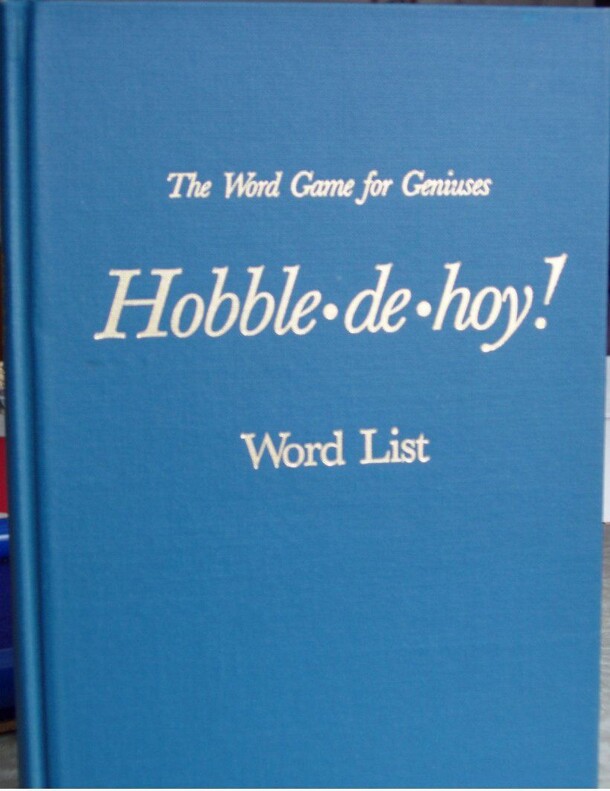 The Word Game for Geniuses
Hobble•de•hoy!
Word List